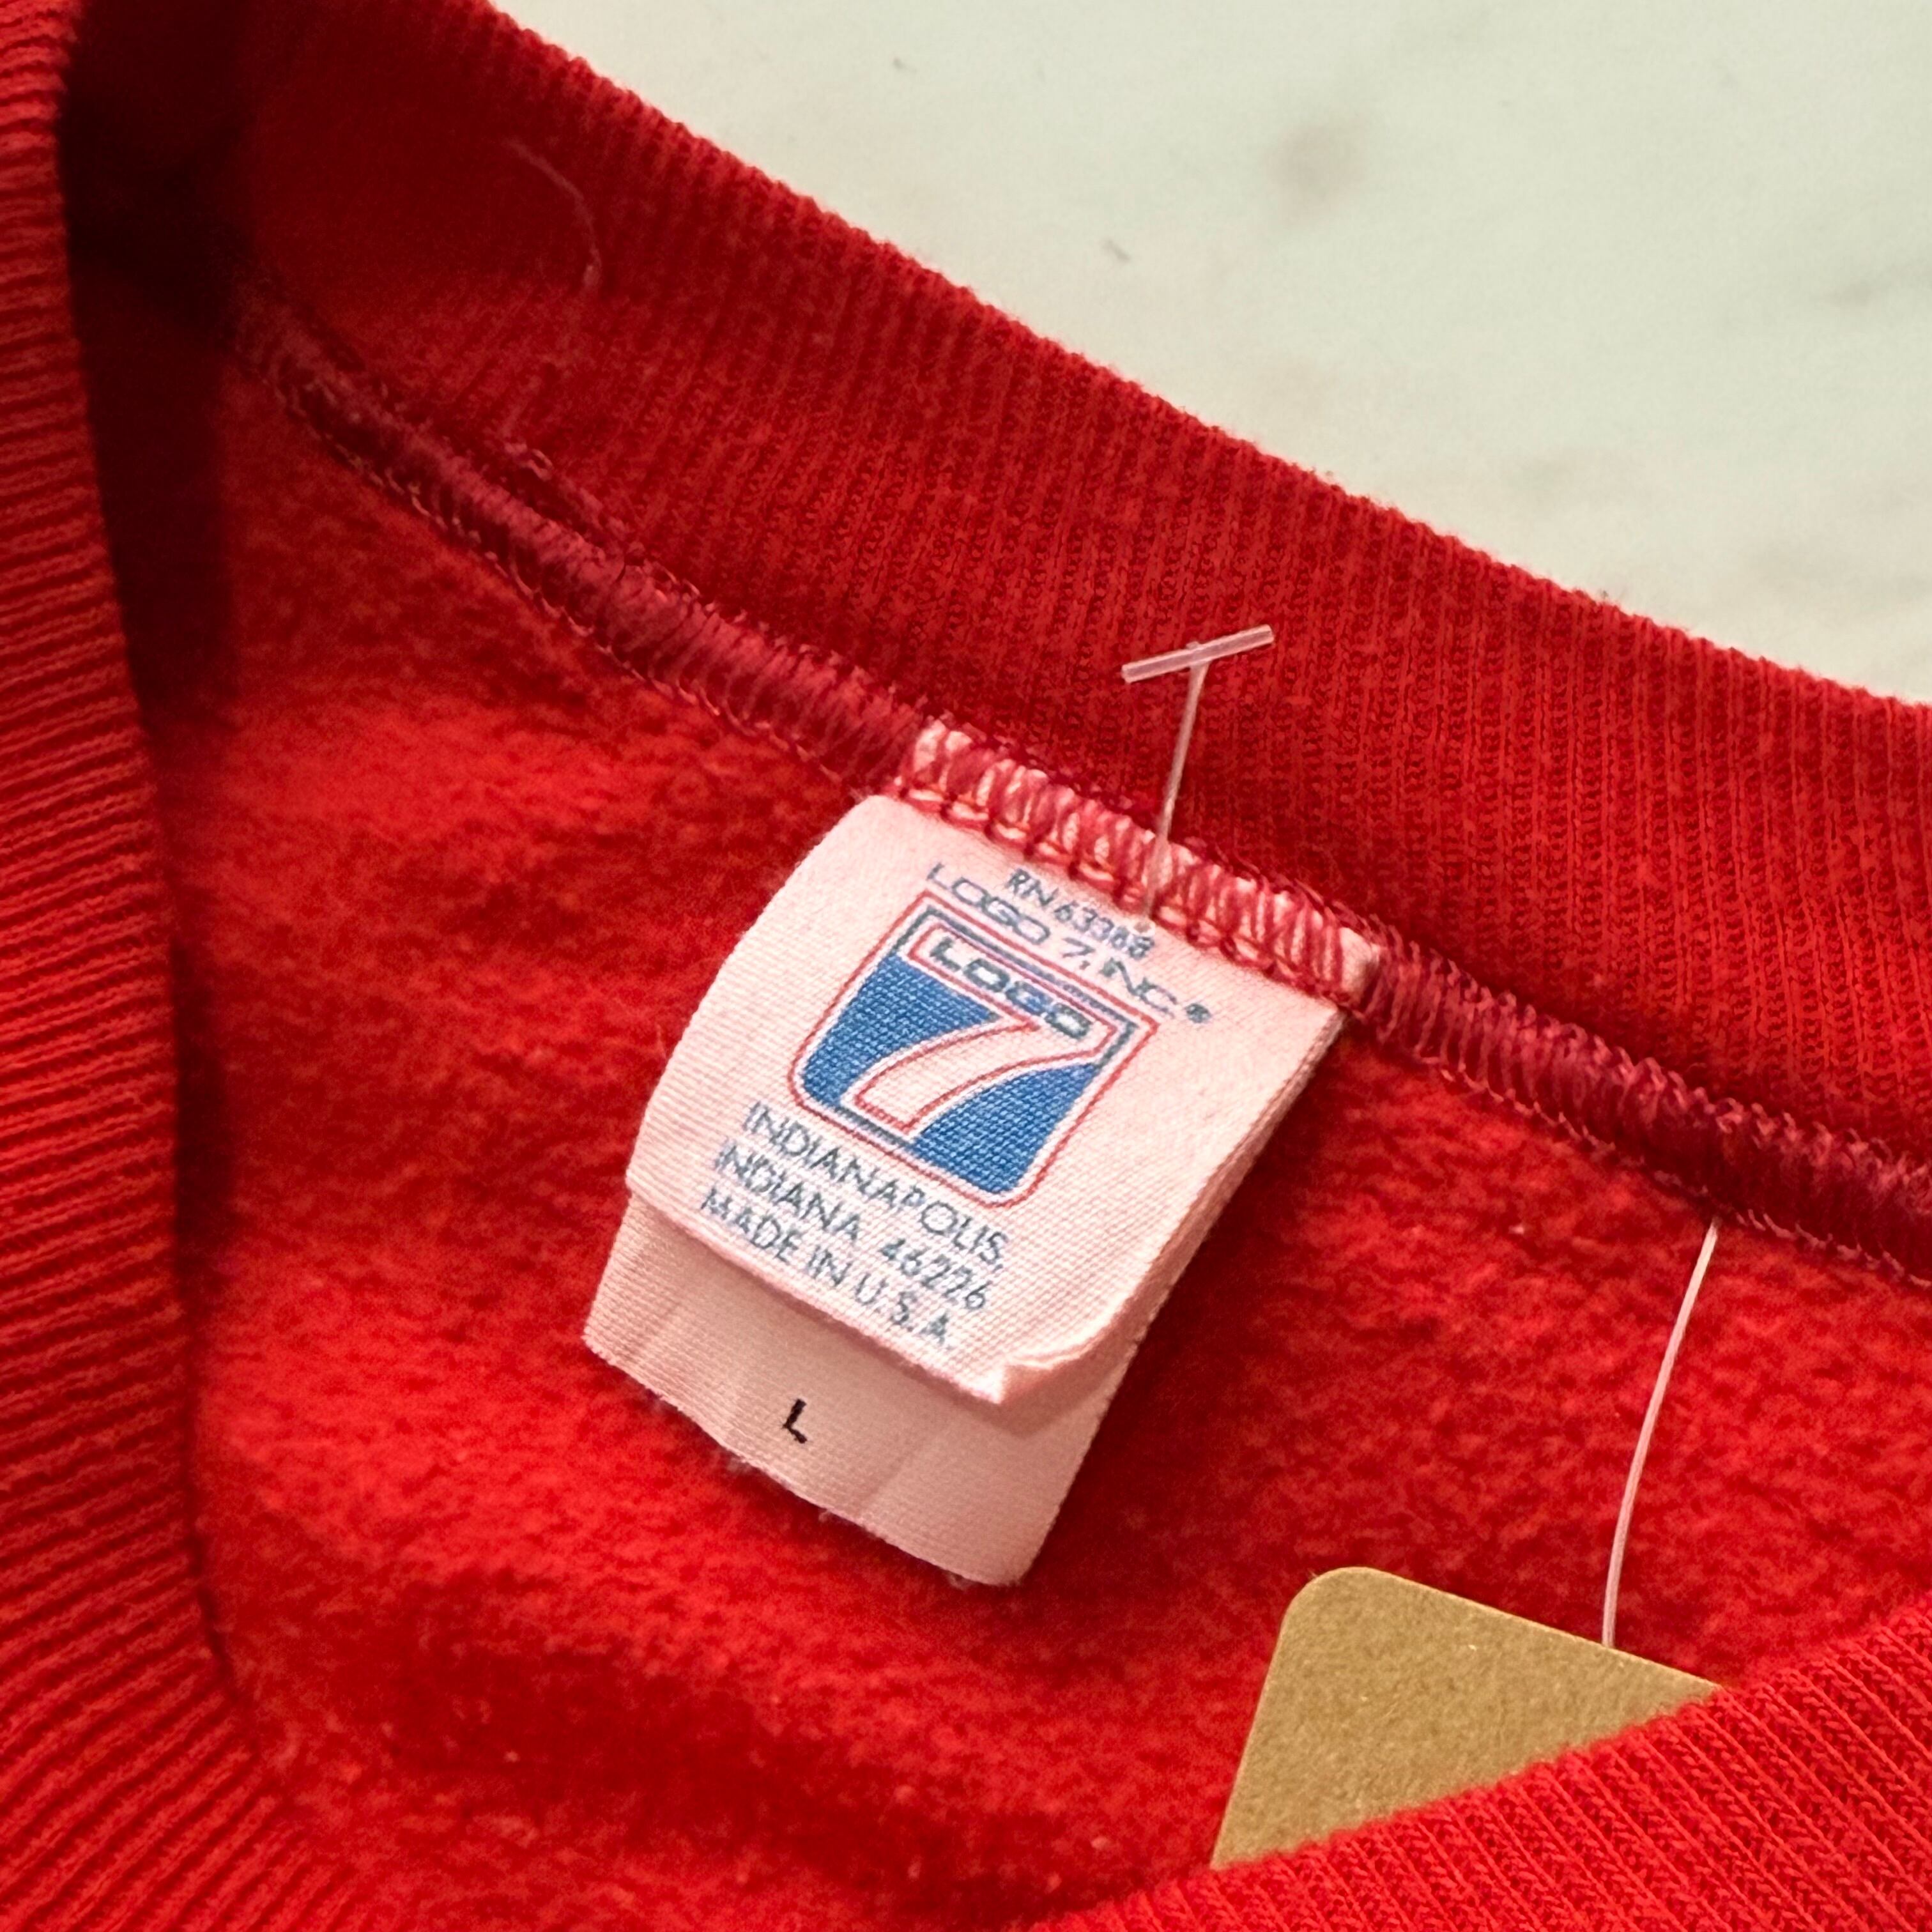 RN 63368
LOGO 7, INC.®
LOGO
7
INDIANAPOLIS,
INDIANA 46226
MADE IN U.S.A.
L